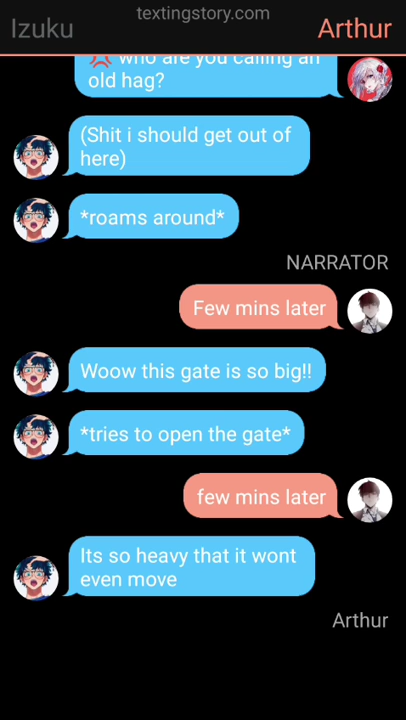 textingstory.com
Izuku
Arthur
💢 who are you calling an
old hag?
(Shit i should get out of
here)
*roams around*
NARRATOR
Few mins later
Woow this gate is so big!!
*tries to open the gate*
few mins later
Its so heavy that it wont
even move
Arthur